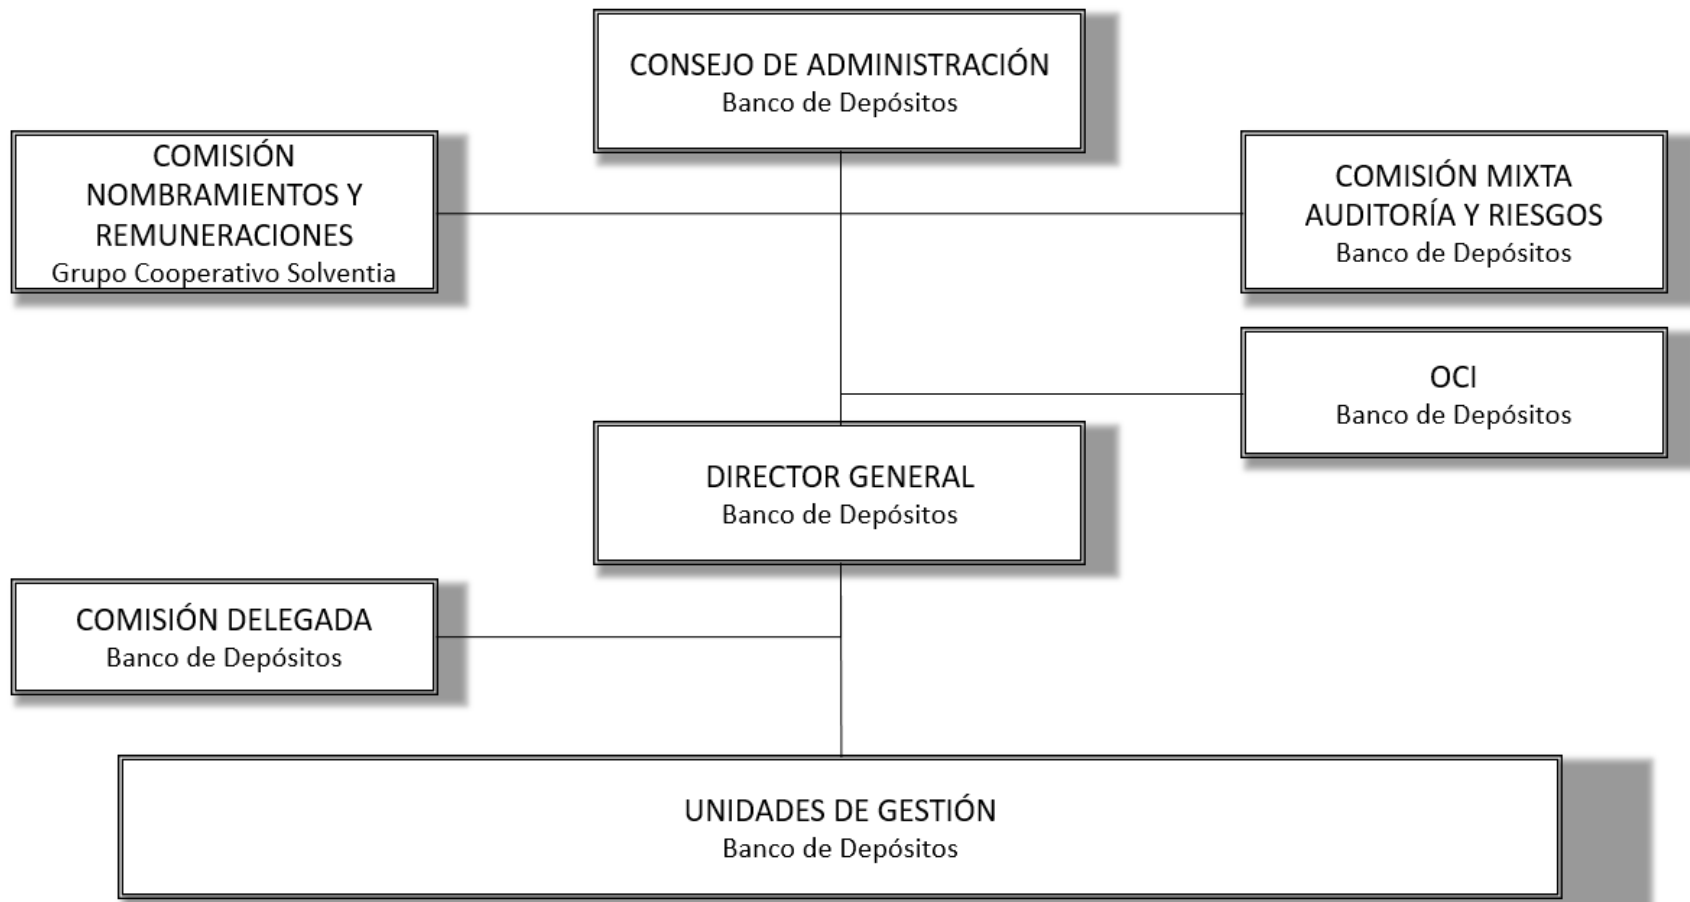 CONSEJO DE ADMINISTRACIÓN
Banco de Depósitos
COMISIÓN
NOMBRAMIENTOS Y
REMUNERACIONES
Grupo Cooperativo Solventia
COMISIÓN MIXTA
AUDITORÍA Y RIESGOS
Banco de Depósitos
OCI
Banco de Depósitos
DIRECTOR GENERAL
Banco de Depósitos
COMISIÓN DELEGADA
Banco de Depósitos
UNIDADES DE GESTIÓN
Banco de Depósitos